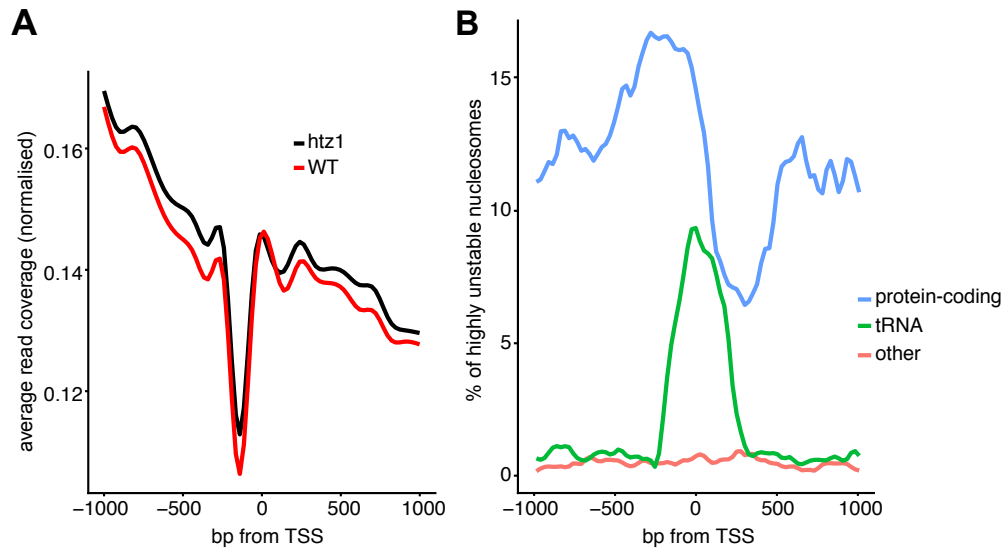 A
average read coverage (normalised)
0.16
0.14
0.12
htz1
WT
−1000
−500
0
500
1000
bp from TSS
B
% of highly unstable nucleosomes
15
10
5
0
protein-coding
tRNA
other
−1000
−500
0
500
1000
bp from TSS